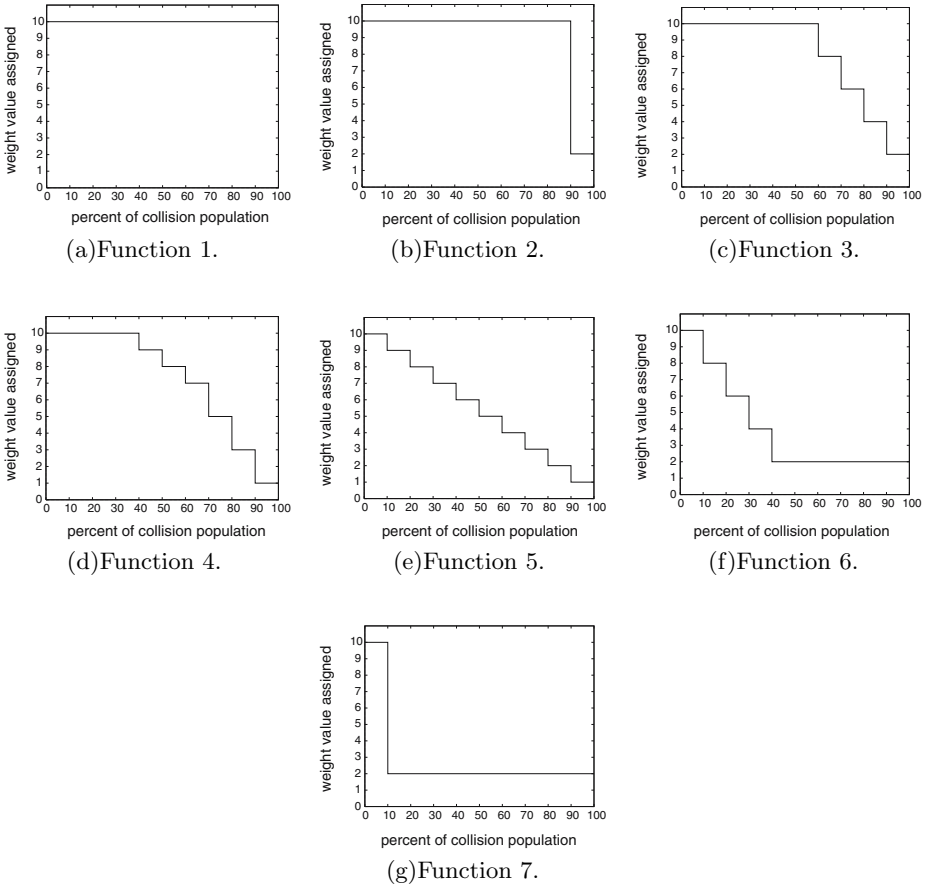 weight value assigned
10
9
8
7
6
5
4
3
2
1
0
0 10 20 30 40 50 60 70 80 90 100
percent of collision population
(a)Function 1.
weight value assigned
10
9
8
7
6
5
4
3
2
1
0
0 10 20 30 40 50 60 70 80 90 100
percent of collision population
(b)Function 2.
weight value assigned
10
9
8
7
6
5
4
3
2
1
0
0 10 20 30 40 50 60 70 80 90 100
percent of collision population
(c)Function 3.
weight value assigned
10
9
8
7
6
5
4
3
2
1
0
0 10 20 30 40 50 60 70 80 90 100
percent of collision population
(d)Function 4.
weight value assigned
10
9
8
7
6
5
4
3
2
1
0
0 10 20 30 40 50 60 70 80 90 100
percent of collision population
(e)Function 5.
weight value assigned
10
9
8
7
6
5
4
3
2
1
0
0 10 20 30 40 50 60 70 80 90 100
percent of collision population
(f)Function 6.
weight value assigned
10
9
8
7
6
5
4
3
2
1
0
0 10 20 30 40 50 60 70 80 90 100
percent of collision population
(g)Function 7.